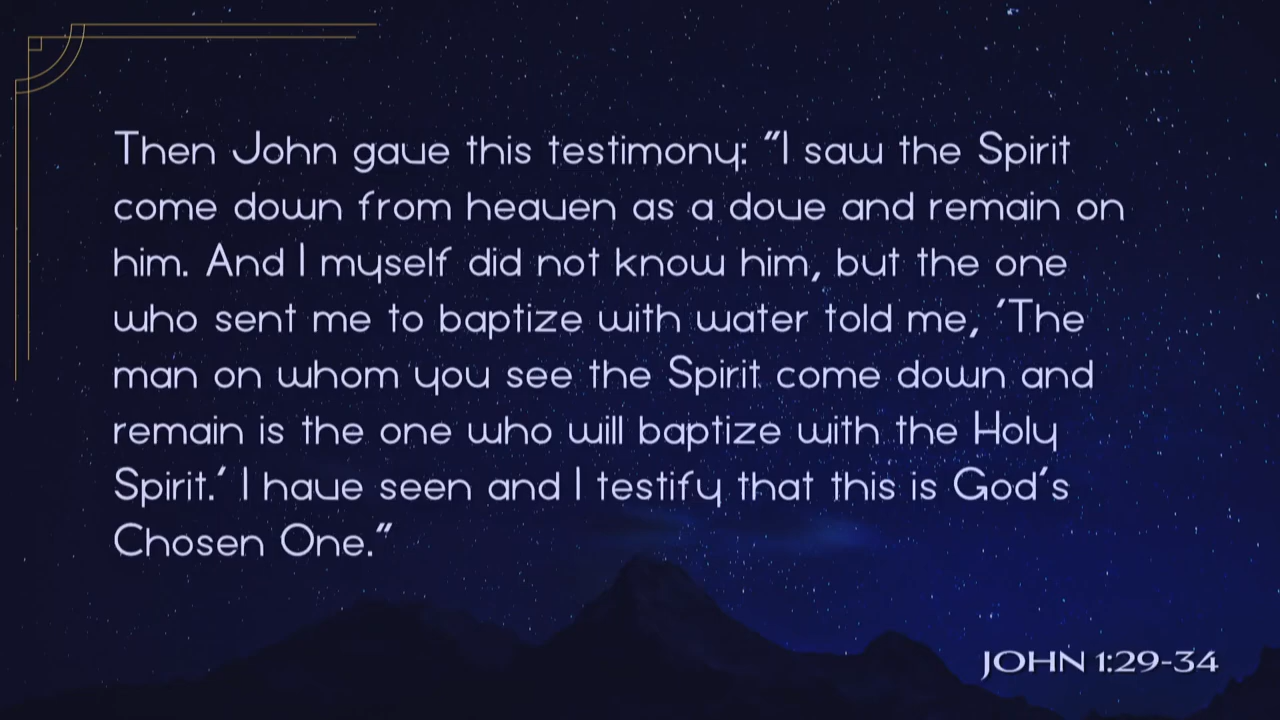 Then John gave this testimony: “I saw the Spirit
come down from heaven as a dove and remain on
him. And I myself did not know him, but the one
who sent me to baptize with water told me, ‘The
man on whom you see the Spirit come down and
remain is the one who will baptize with the Holy
Spirit.’ I have seen and I testify that this is God’s
Chosen One.”
JOHN 1:29-34